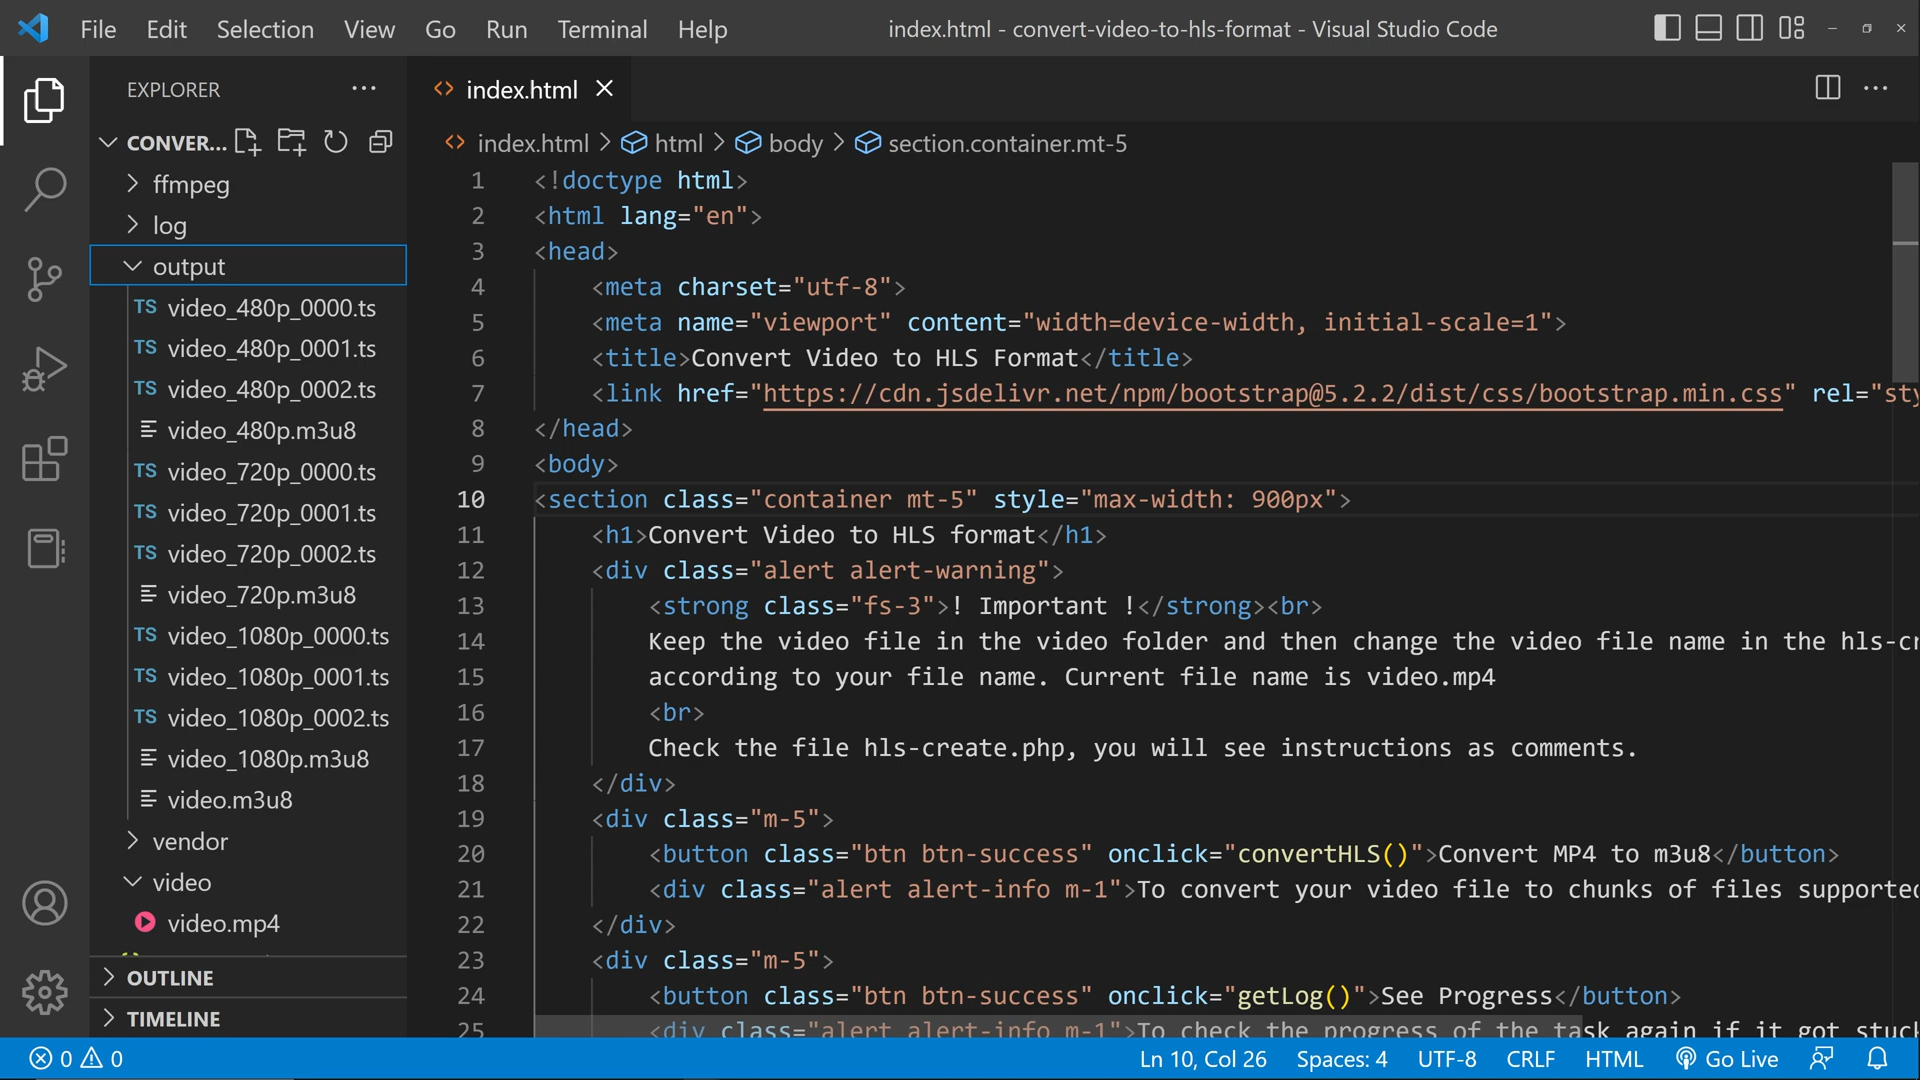 File Edit Selection View Go Run Terminal Help index.html - convert-video-to-hls-format - Visual Studio Code
EXPLORER
CONVER...
ffmpeg
log
output
TS video_480p_0000.ts
TS video_480p_0001.ts
TS video_480p_0002.ts
video_480p.m3u8
TS video_720p_0000.ts
TS video_720p_0001.ts
TS video_720p_0002.ts
video_720p.m3u8
TS video_1080p_0000.ts
TS video_1080p_0001.ts
TS video_1080p_0002.ts
video_1080p.m3u8
video.m3u8
vendor
video
video.mp4
OUTLINE
TIMELINE
index.html
index.html > html > body > section.container.mt-5
1 <!doctype html>
2 <html lang="en">
3 <head>
4 <meta charset="utf-8">
5 <meta name="viewport" content="width=device-width, initial-scale=1">
6 <title>Convert Video to HLS Format</title>
7 <link href="https://cdn.jsdelivr.net/npm/bootstrap@5.2.2/dist/css/bootstrap.min.css" rel="sty
8 </head>
9 <body>
10 <section class="container mt-5" style="max-width: 900px">
11 <h1>Convert Video to HLS format</h1>
12 <div class="alert alert-warning">
13 <strong class="fs-3">! Important !</strong><br>
14 Keep the video file in the video folder and then change the video file name in the hls-cr
15 according to your file name. Current file name is video.mp4
16 <br>
17 Check the file hls-create.php, you will see instructions as comments.
18 </div>
19 <div class="m-5">
20 <button class="btn btn-success" onclick="convertHLS()">Convert MP4 to m3u8</button>
21 <div class="alert alert-info m-1">To convert your video file to chunks of files supported
22 </div>
23 <div class="m-5">
24 <button class="btn btn-success" onclick="getLog()">See Progress</button>
25 <div class="alert alert-info m-1">To check the progress of the task again if it got stuck
0 0 Ln 10, Col 26 Spaces: 4 UTF-8 CRLF HTML Go Live